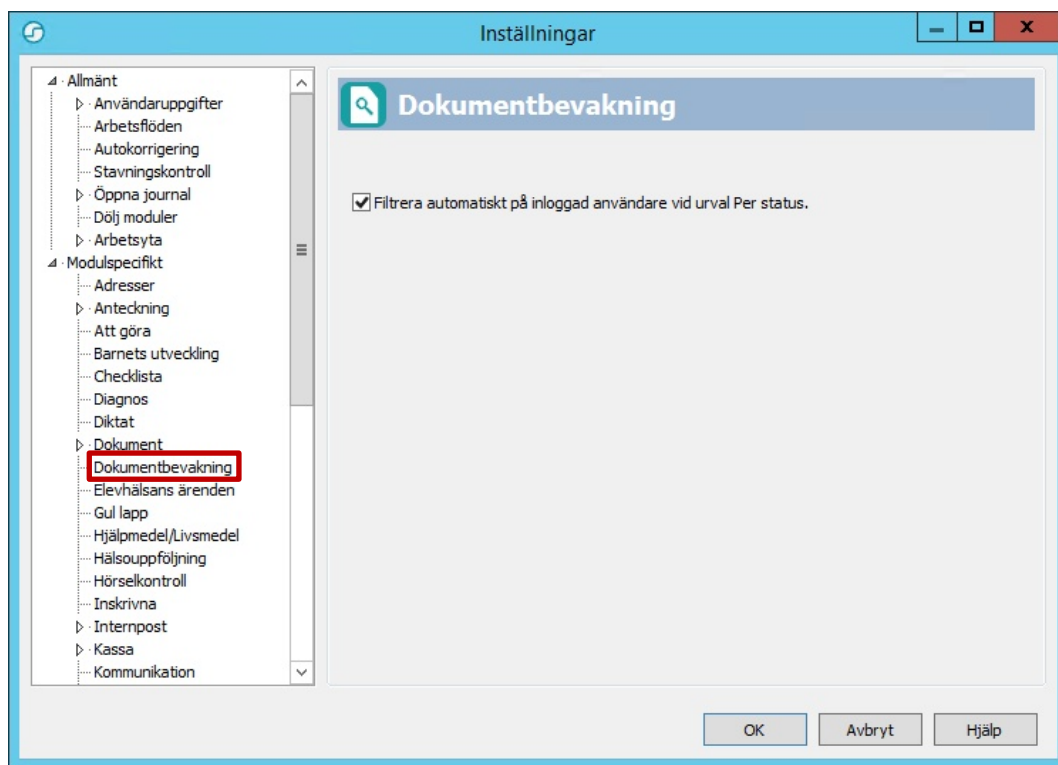 Inställningar
Allmänt
Användaruppgifter
Arbetsflöden
Autokorrigering
Stavningskontroll
Öppna journal
Dölj moduler
Arbetsyta
Modulspecifikt
Adresser
Anteckning
Att göra
Barnets utveckling
Checklista
Diagnos
Diktat
Dokument
Dokumentbevakning
Elevhälsans ärenden
Gul lapp
Hjälpmedel/Livsmedel
Hälsouppföljning
Hörselkontroll
Inskrivna
Internpost
Kassa
Kommunikation
Dokumentbevakning
Filtrera automatiskt på inloggad användare vid urval Per status.
OK
Avbryt
Hjälp